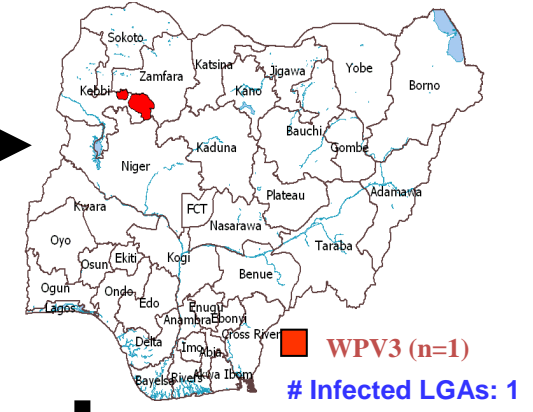 Sokoto
Katsina
Jigawa
Yobe
Zamfara
Kebbi
Kano
Borno
Bauchi
Gombe
Kaduna
Niger
Adamawa
Plateau
Kwara
FCT
Nasarawa
Taraba
Oyo
Ekiti
Kogi
Osun
Benue
Ogun
Ondo
Edo
Lagos
Enugu
Anambra
Ebonyi
Cross River
Delta
Imo
Abia
Bayelsa
Rivers
Akwa Ibom
WPV3 (n=1)
# Infected LGAs: 1